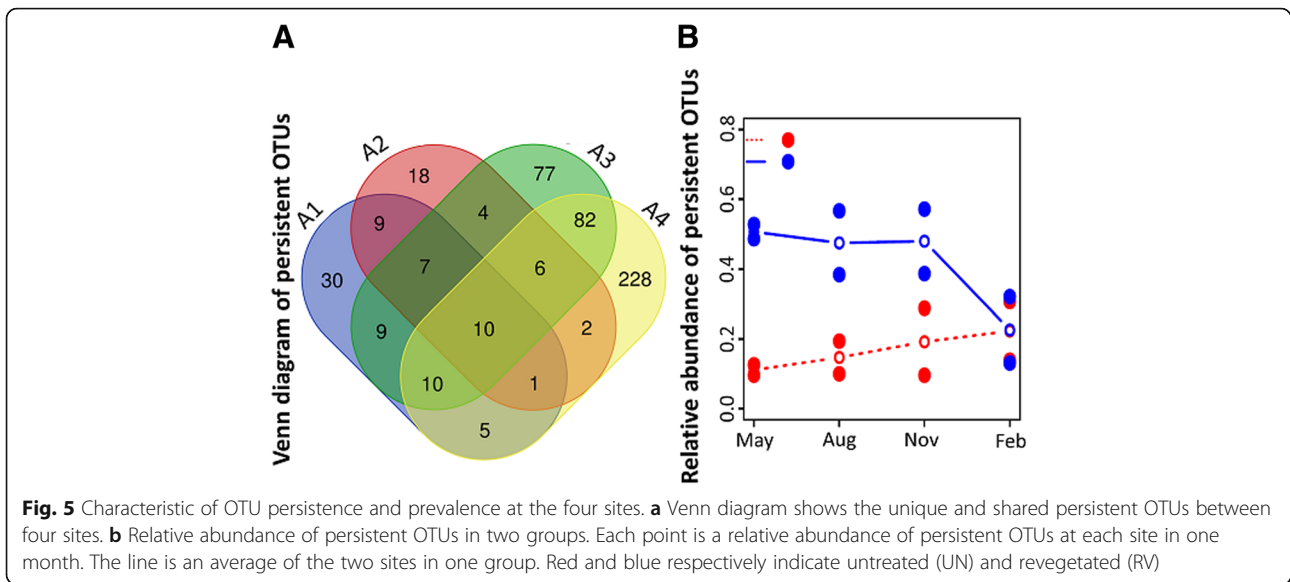 A
Venn diagram of persistent OTUs
A1
A2
A3
A4
18
77
9
4
82
30
7
6
228
9
10
2
10
1
5
B
Relative abundance of persistent OTUs
0.8
0.6
0.4
0.2
0.0
May
Aug
Nov
Feb
Fig. 5 Characteristic of OTU persistence and prevalence at the four sites. a Venn diagram shows the unique and shared persistent OTUs between
four sites. b Relative abundance of persistent OTUs in two groups. Each point is a relative abundance of persistent OTUs at each site in one
month. The line is an average of the two sites in one group. Red and blue respectively indicate untreated (UN) and revegetated (RV)